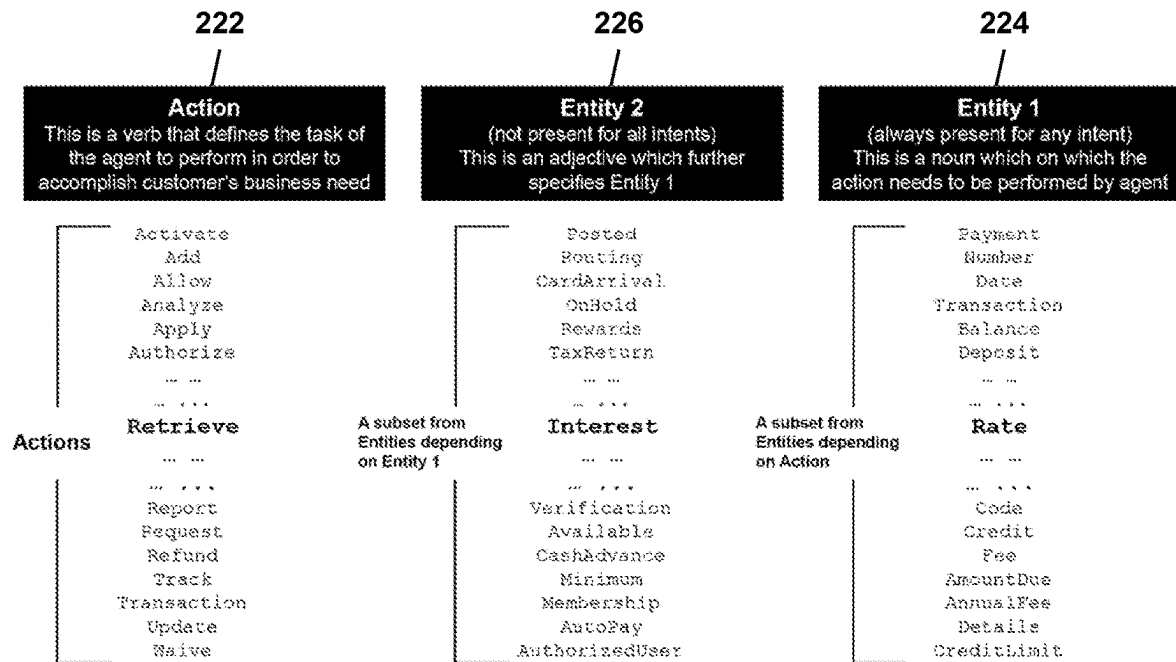 222
226
224
Action
This is a verb that defines the task of
the agent to perform in order to
accomplish customer's business need
Entity 2
(not present for all intents)
This is an adjective which further
specifies Entity 1
Entity 1
(always present for any intent)
This is a noun which on which the
action needs to be performed by agent
Actions
Activate
Add
Allow
Analyze
Apply
Authorize
... ...
... ...
Retrieve
... ...
... ...
Report
Request
Refund
Track
Transaction
Update
Waive
A subset from
Entities depending
on Entity 1
Posted
Routing
CardArrival
OnHold
Rewards
TaxReturn
... ...
... ...
Interest
... ...
... ...
Verification
Available
CashAdvance
Minimum
Membership
AutoPay
AuthorizedUser
A subset from
Entities depending
on Action
Payment
Number
Date
Transaction
Balance
Deposit
... ...
... ...
Rate
... ...
... ...
Code
Credit
Fee
AmountDue
AnnualFee
Details
CreditLimit